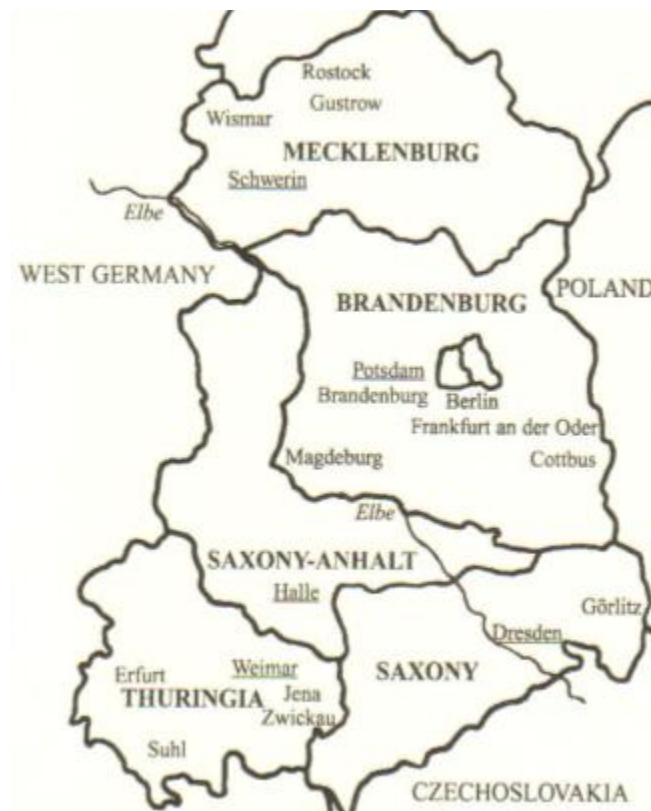 Rostock
Gustrow
Wismar
MECKLENBURG
Schwerin
Elbe
WEST GERMANY
BRANDENBURG
POLAND
Potsdam
Brandenburg
Berlin
Frankfurt an der Oder
Magdeburg
Cottbus
Elbe
SAXONY-ANHALT
Halle
Görlitz
Dresden
Erfurt
Weimar
SAXONY
THURINGIA
Jena
Zwickau
Suhl
CZECHOSLOVAKIA